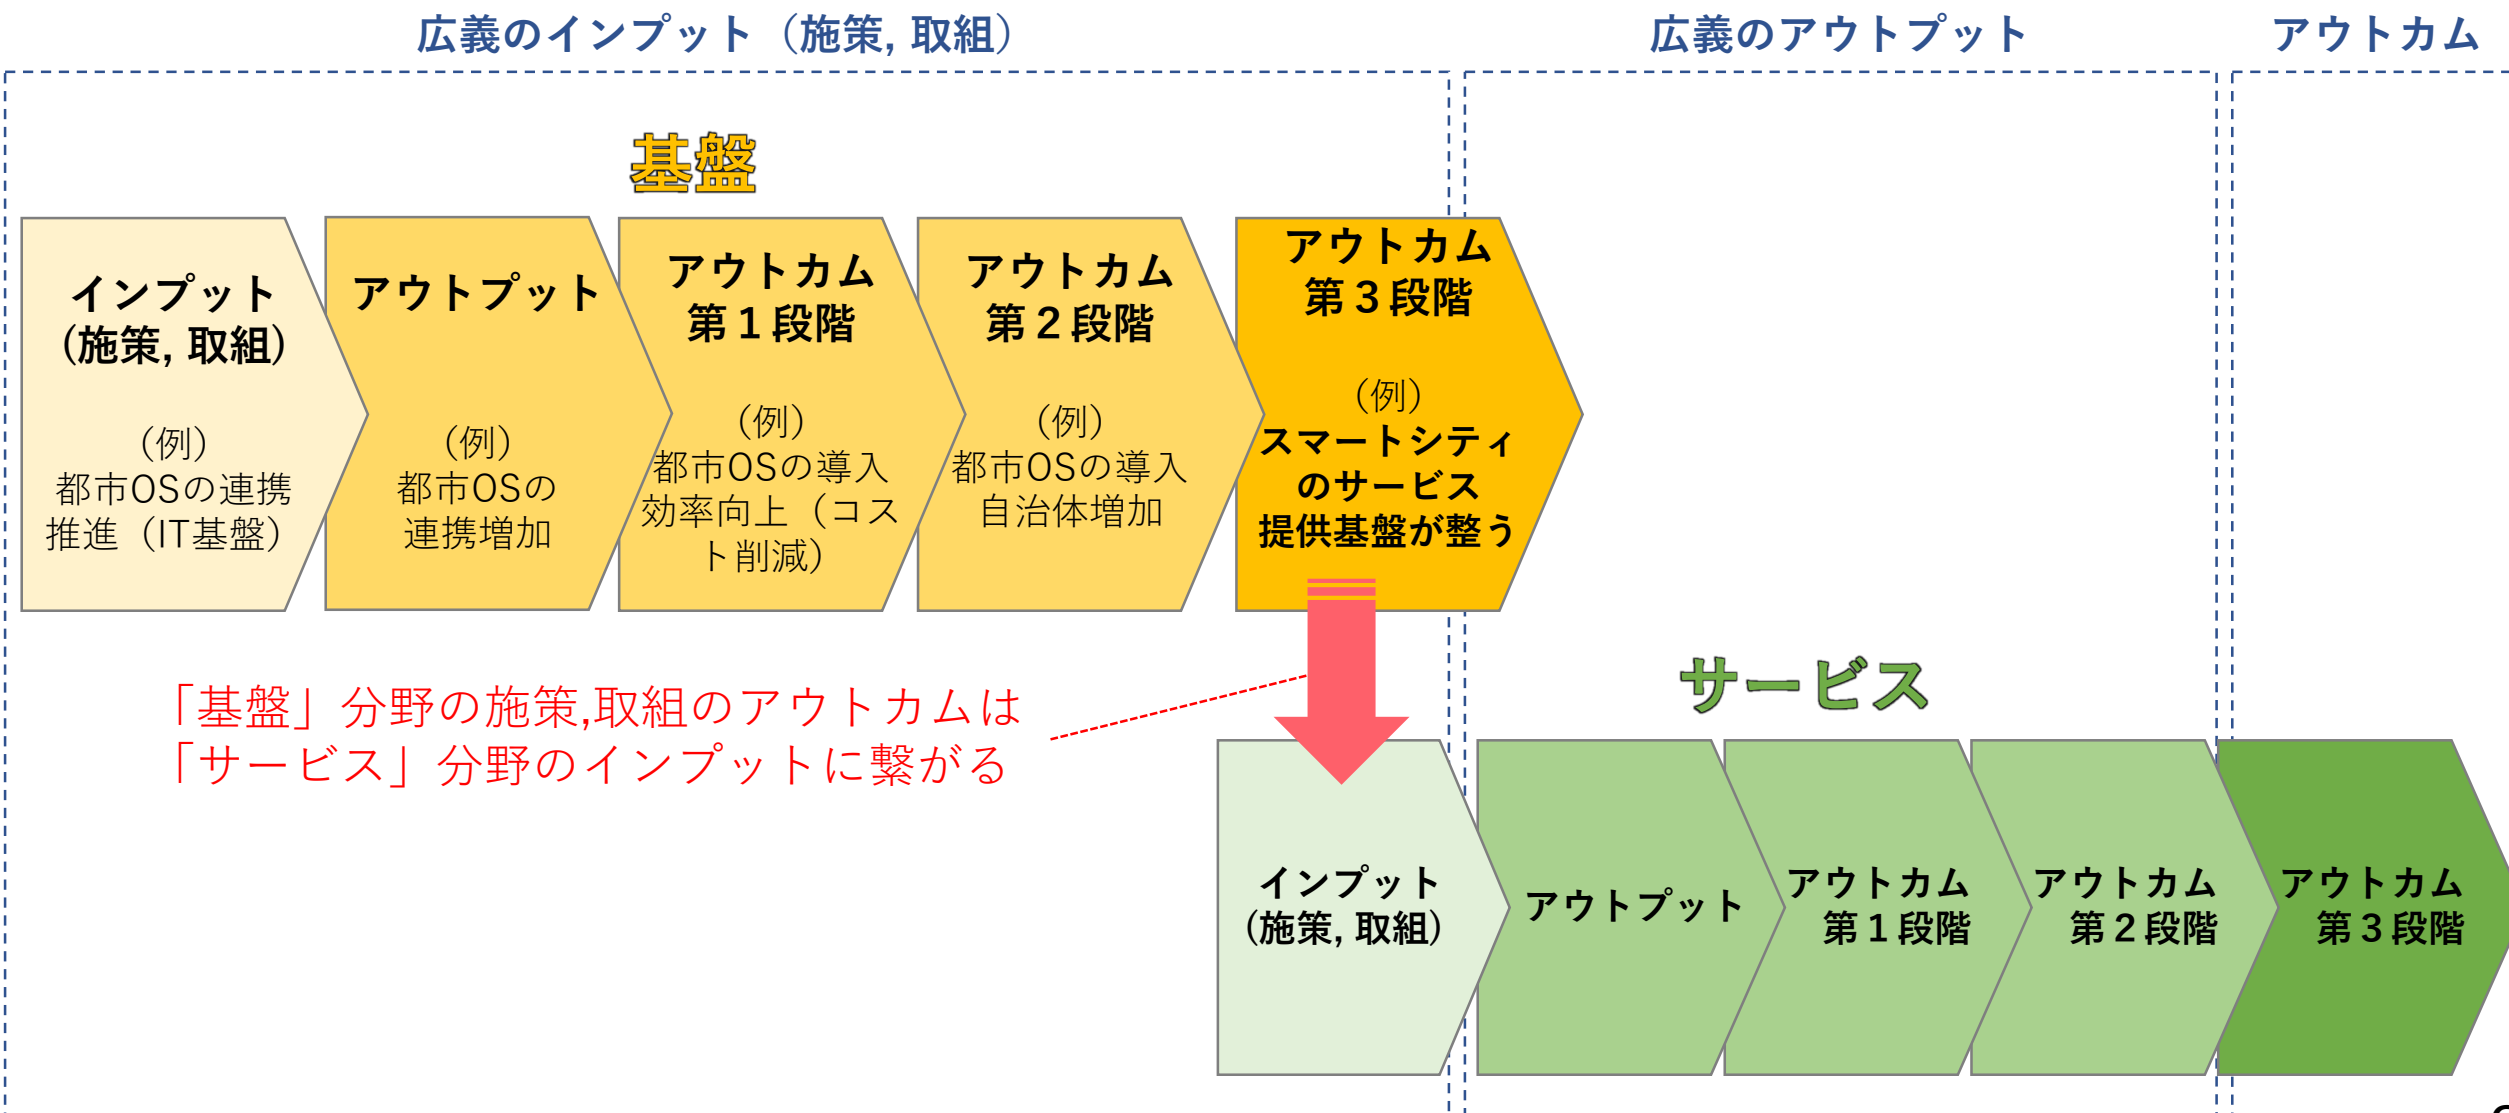 広義のインプット（施策, 取組）
広義のアウトプット
アウトカム
基盤
インプット
(施策, 取組)
（例）
都市OSの連携
推進（IT基盤）
アウトプット
（例）
都市OSの
連携増加
アウトカム
第１段階
（例）
都市OSの導入
効率向上（コス
ト削減）
アウトカム
第２段階
（例）
都市OSの導入
自治体増加
アウトカム
第３段階
（例）
スマートシティ
のサービス
提供基盤が整う
「基盤」分野の施策,取組のアウトカムは
「サービス」分野のインプットに繋がる
サービス
インプット
(施策, 取組)
アウトプット
アウトカム
第１段階
アウトカム
第２段階
アウトカム
第３段階